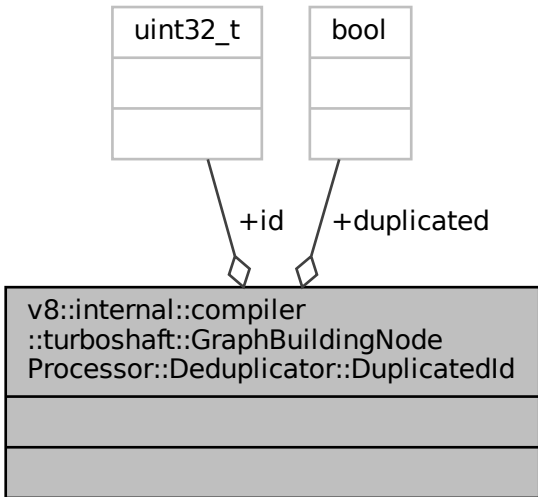 uint32_t
bool
+id
+duplicated
v8::internal::compiler
::turboshaft::GraphBuildingNode
Processor::Deduplicator::DuplicatedId